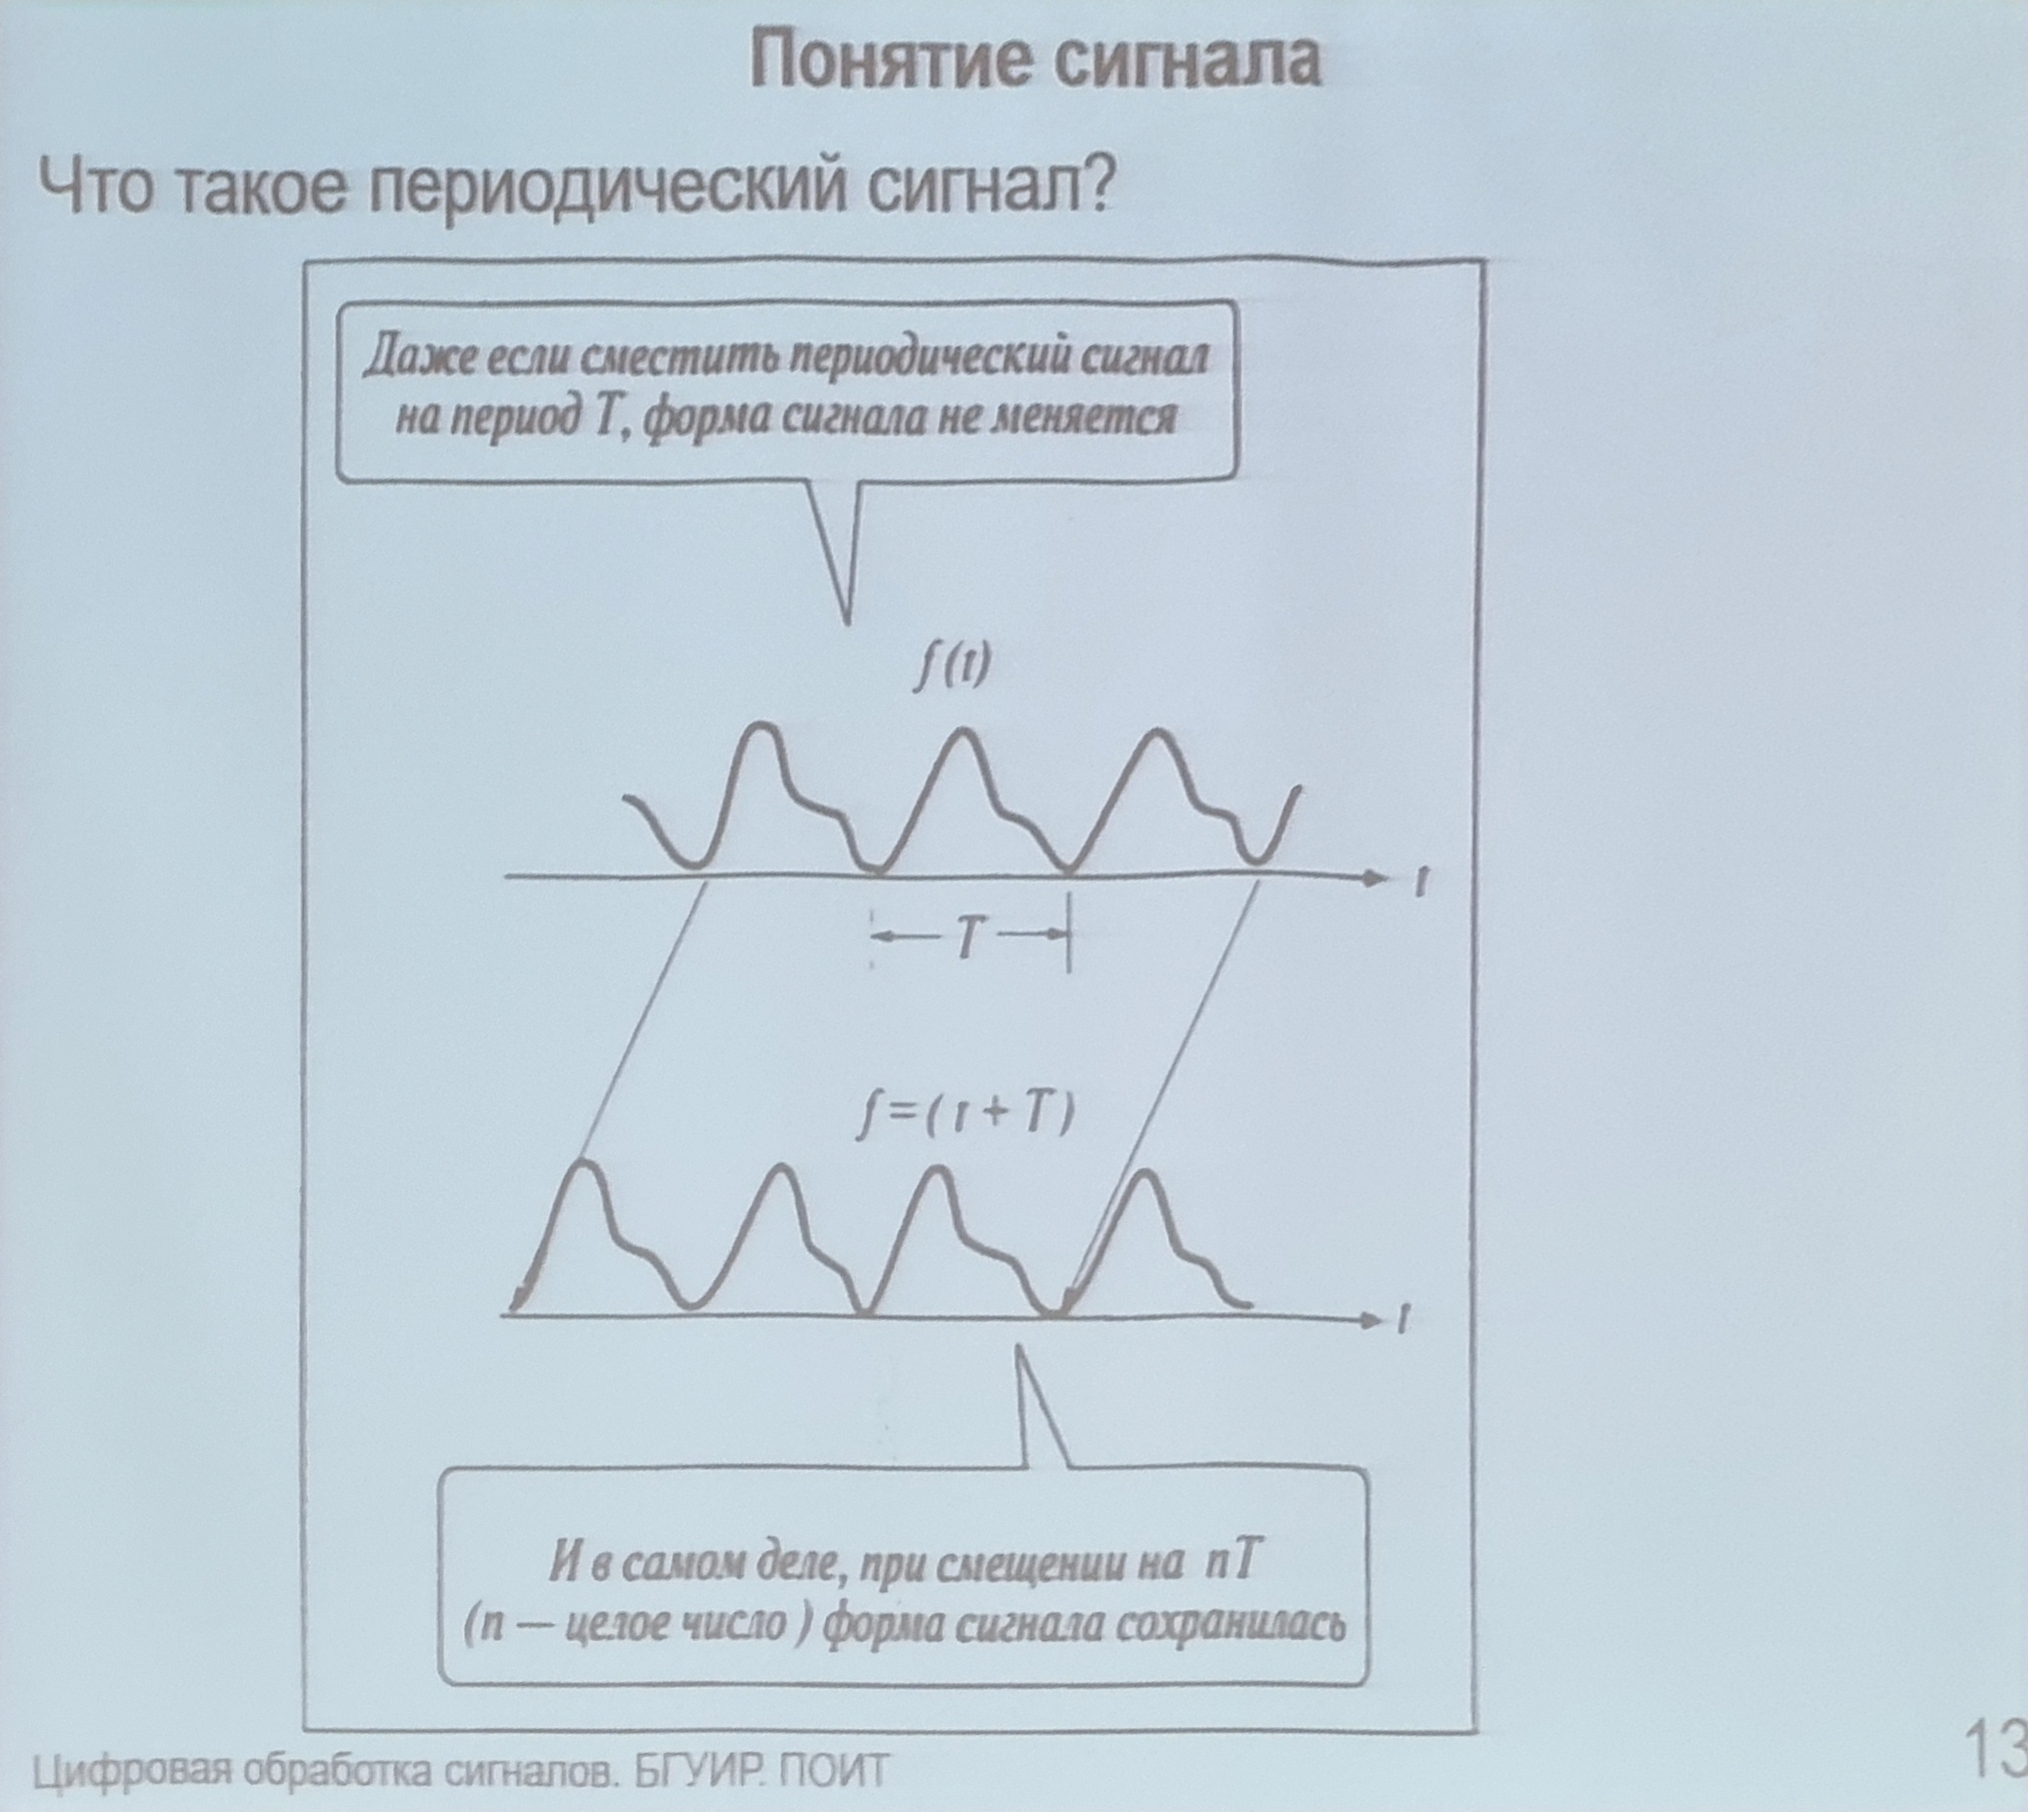 Понятие сигнала
Что такое периодический сигнал?
Даже если сместить периодический сигнал
на период T, форма сигнала не меняется
f(t)
t
T
f=(t+T)
t
И в самом деле, при смещении на nT
(n — целое число ) форма сигнала сохранилась
Цифровая обработка сигналов. БГУИР. ПОИТ
13